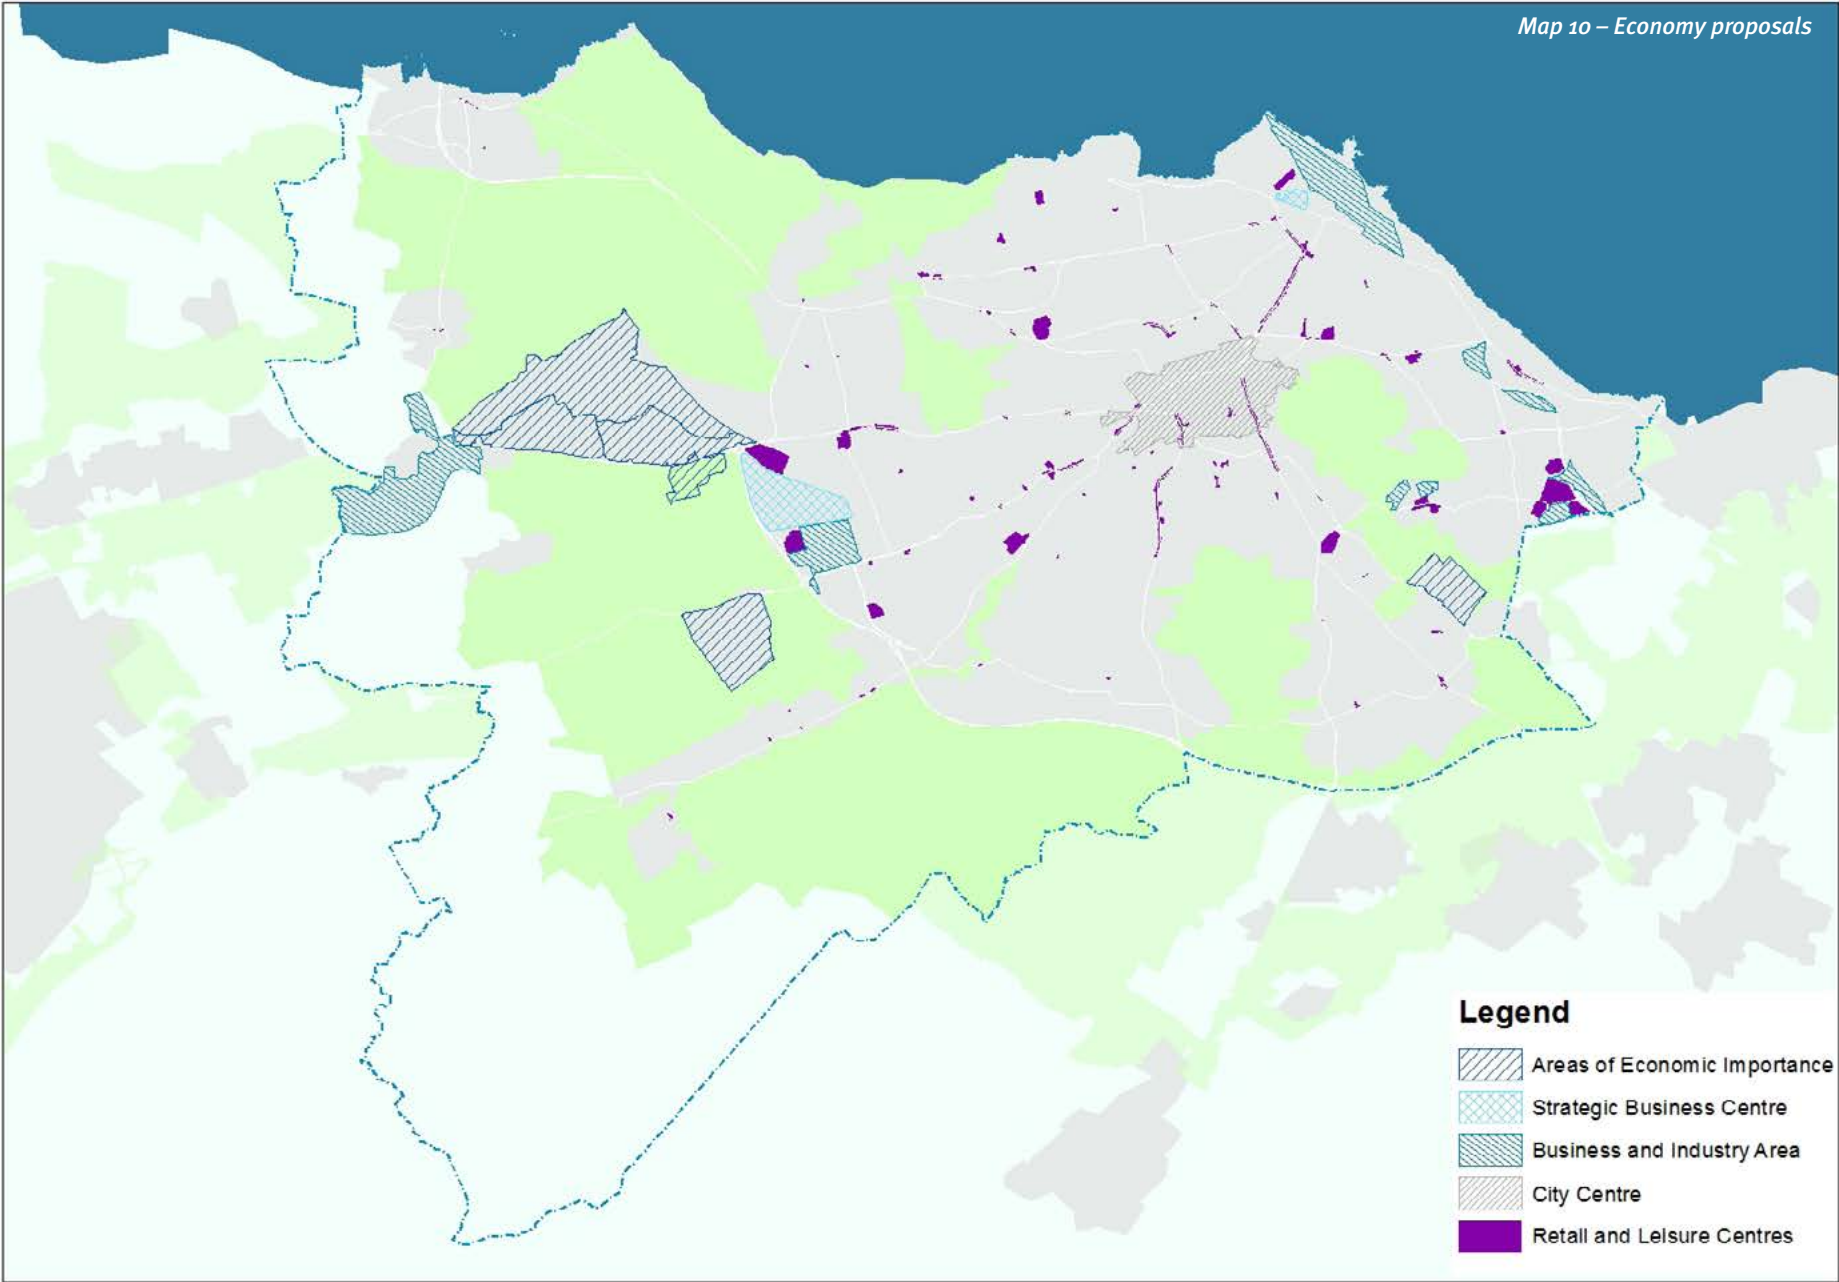 Map 10 – Economy proposals
Legend
Areas of Economic Importance
Strategic Business Centre
Business and Industry Area
City Centre
Retail and Leisure Centres